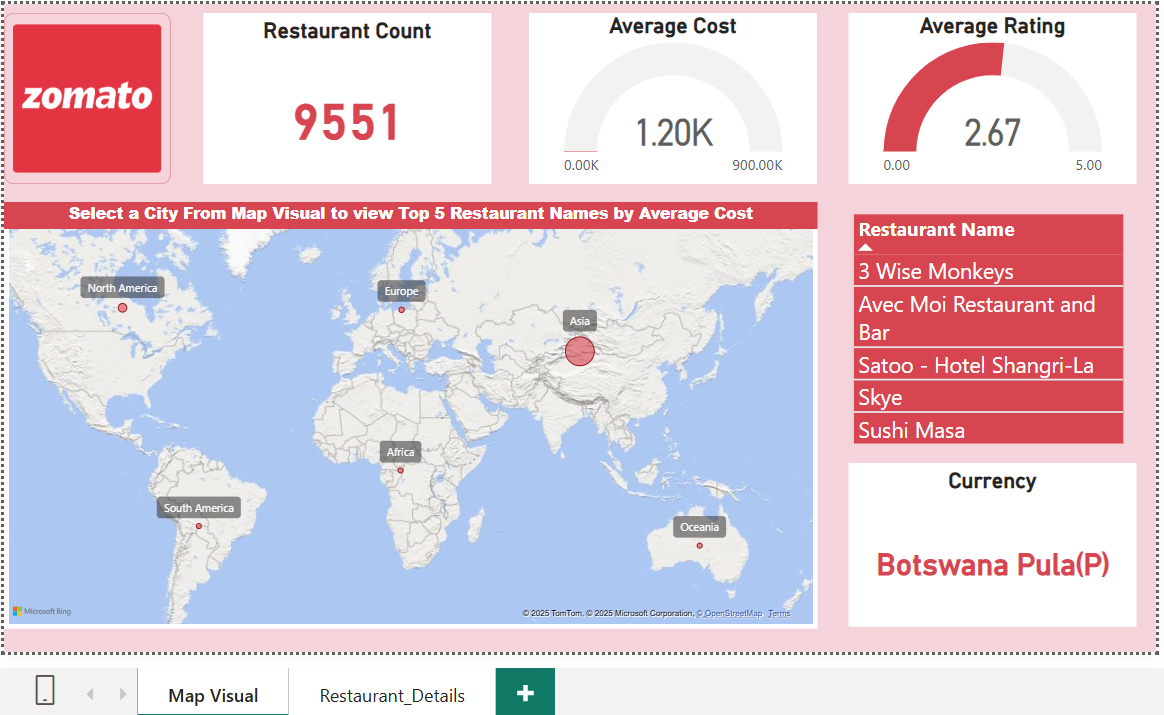 zomato
Restaurant Count
9551
Average Cost
1.20K
0.00K
900.00K
Average Rating
2.67
0.00
5.00
Select a City From Map Visual to view Top 5 Restaurant Names by Average Cost
North America
Europe
Asia
Africa
South America
Oceania
Microsoft Bing
© 2025 TomTom, © 2025 Microsoft Corporation, © OpenStreetMap Terms
Restaurant Name
3 Wise Monkeys
Avec Moi Restaurant and
Bar
Satoo - Hotel Shangri-La
Skye
Sushi Masa
Currency
Botswana Pula(P)
Map Visual
Restaurant_Details